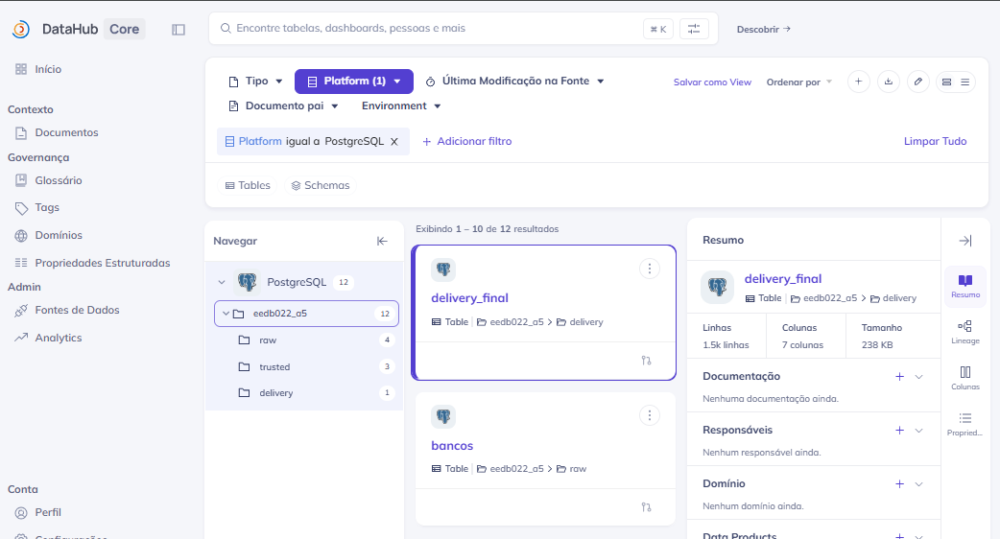 DataHub Core
Encontre tabelas, dashboards, pessoas e mais
⌘ K
Descobrir →
Início
Contexto
Documentos
Governança
Glossário
Tags
Domínios
Propriedades Estruturadas
Admin
Fontes de Dados
Analytics
Conta
Perfil
Configurações
Tipo
Platform (1)
Última Modificação na Fonte
Salvar como View
Ordenar por
Documento pai
Environment
Platform igual a PostgreSQL X
+ Adicionar filtro
Limpar Tudo
Tables
Schemas
Navegar
PostgreSQL 12
eedb022_a5 12
raw 4
trusted 3
delivery 1
Exibindo 1 – 10 de 12 resultados
delivery_final
Table | eedb022_a5 > delivery
bancos
Table | eedb022_a5 > raw
Resumo
delivery_final
Table | eedb022_a5 > delivery
Linhas
1.5k linhas
Colunas
7 colunas
Tamanho
238 KB
Documentação
Nenhuma documentação ainda.
Responsáveis
Nenhum responsável ainda.
Domínio
Nenhum domínio ainda.
Data Products
Resumo
Lineage
Colunas
Propried...